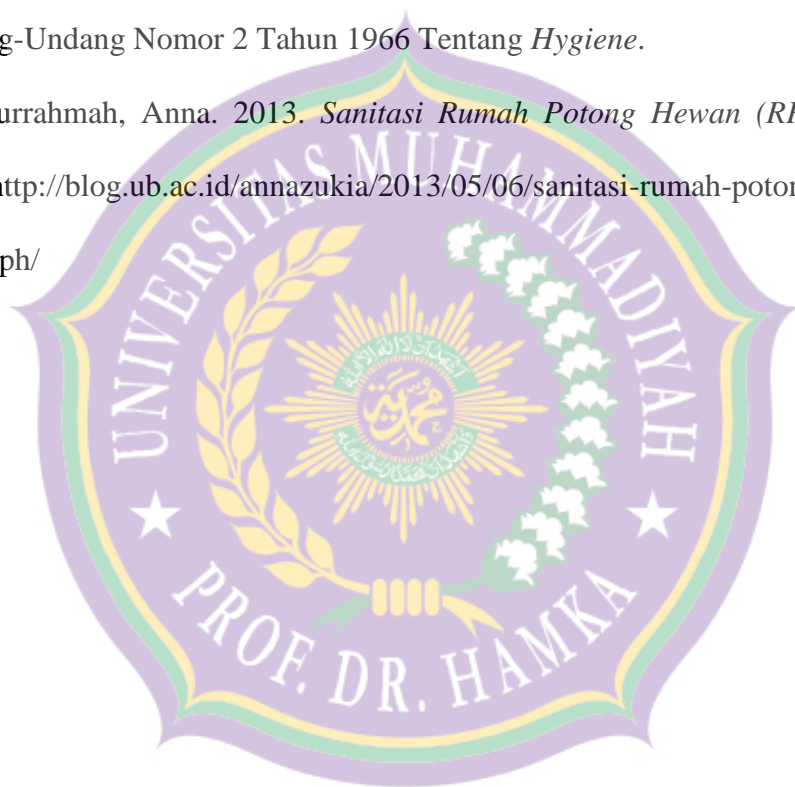 g-Undang Nomor 2 Tahun 1966 Tentang Hygiene.
urrahmah, Anna. 2013. Sanitasi Rumah Potong Hewan (RP
http://blog.ub.ac.id/annazukia/2013/05/06/sanitasi-rumah-poton
ph/
UNIVERSITAS MUHAMMADIYAH
PROF. DR. HAMKA